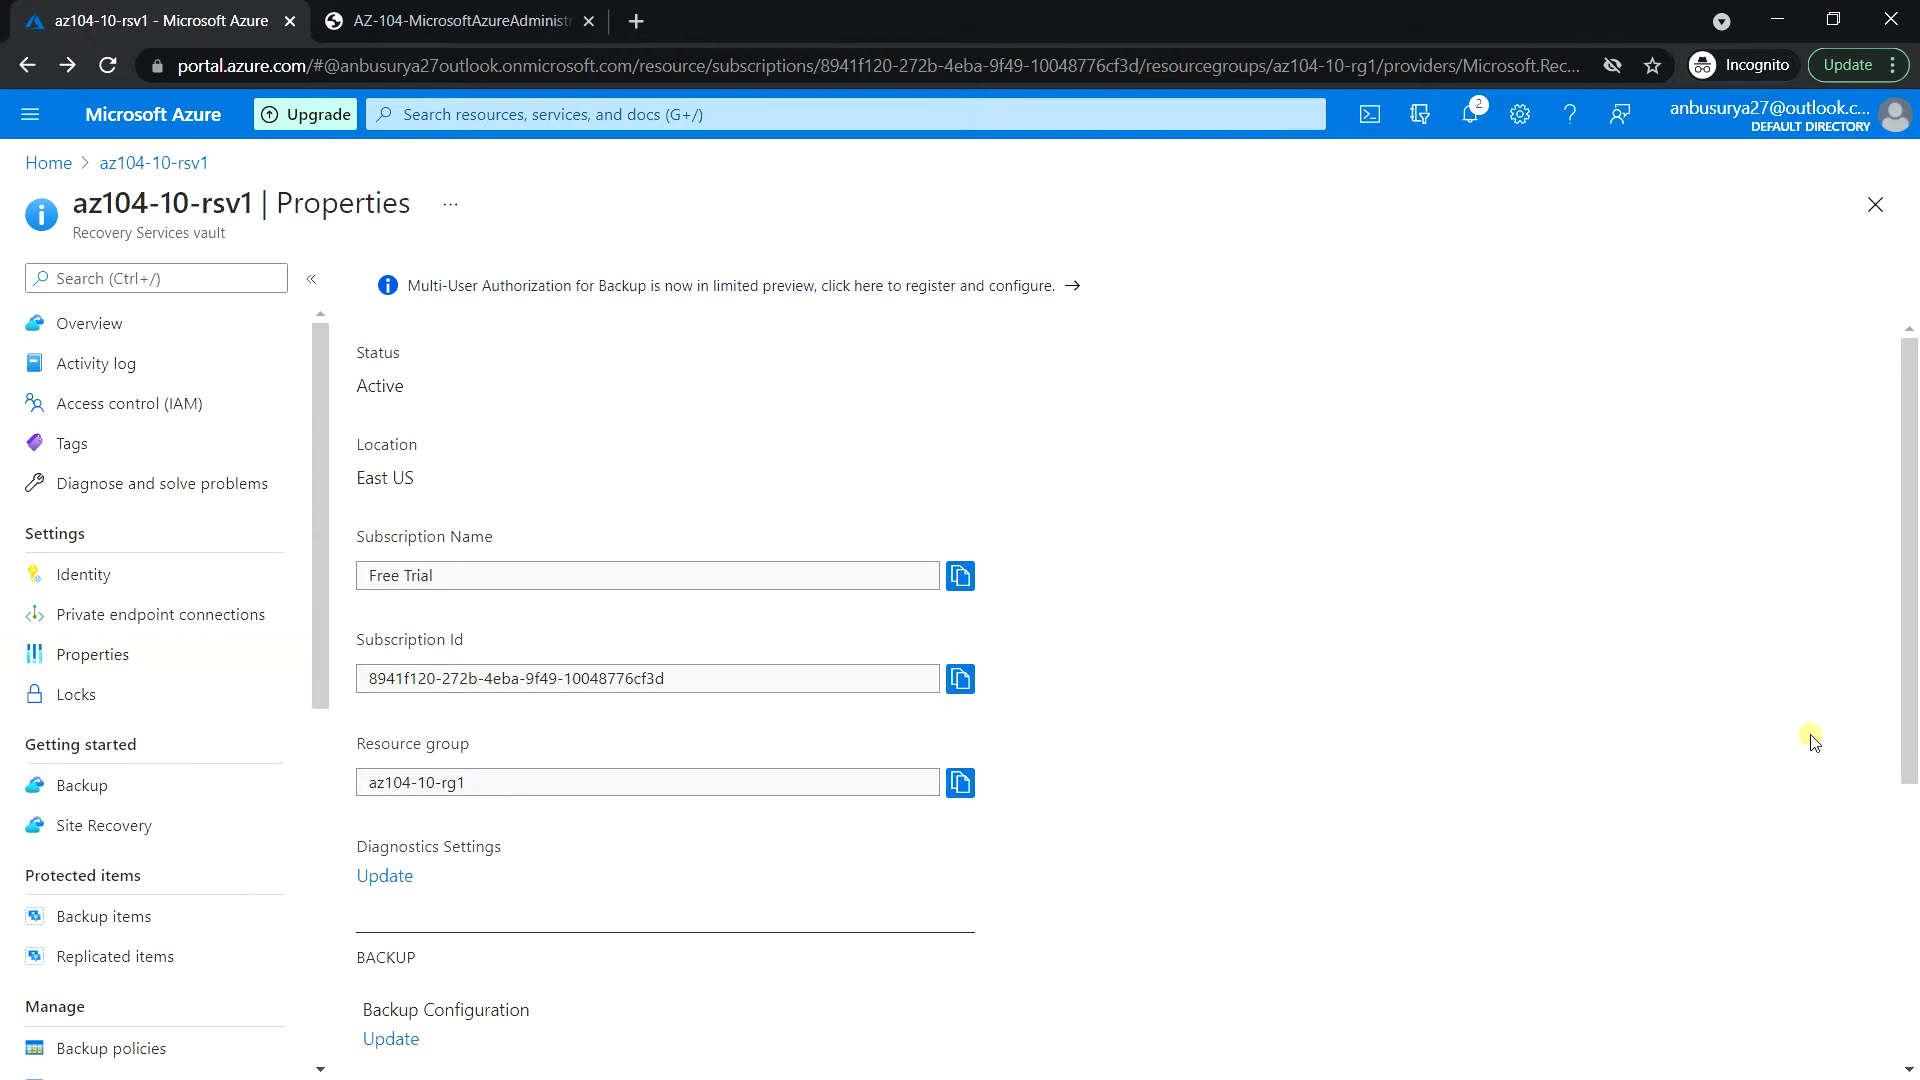 az104-10-rsv1 - Microsoft Azure
AZ-104-MicrosoftAzureAdminist
portal.azure.com/#@anbusurya27outlook.onmicrosoft.com/resource/subscriptions/8941f120-272b-4eba-9f49-10048776cf3d/resourcegroups/az104-10-rg1/providers/Microsoft.Rec...
Incognito
Update
Microsoft Azure
Upgrade
Search resources, services, and docs (G+/)
2
anbusurya27@outlook.c...
DEFAULT DIRECTORY
Home > az104-10-rsv1
az104-10-rsv1 | Properties ...
Recovery Services vault
Search (Ctrl+/)
«
Multi-User Authorization for Backup is now in limited preview, click here to register and configure. →
Overview
Activity log
Access control (IAM)
Tags
Diagnose and solve problems
Settings
Identity
Private endpoint connections
Properties
Locks
Getting started
Backup
Site Recovery
Protected items
Backup items
Replicated items
Manage
Backup policies
Status
Active
Location
East US
Subscription Name
Free Trial
Subscription Id
8941f120-272b-4eba-9f49-10048776cf3d
Resource group
az104-10-rg1
Diagnostics Settings
Update
BACKUP
Backup Configuration
Update